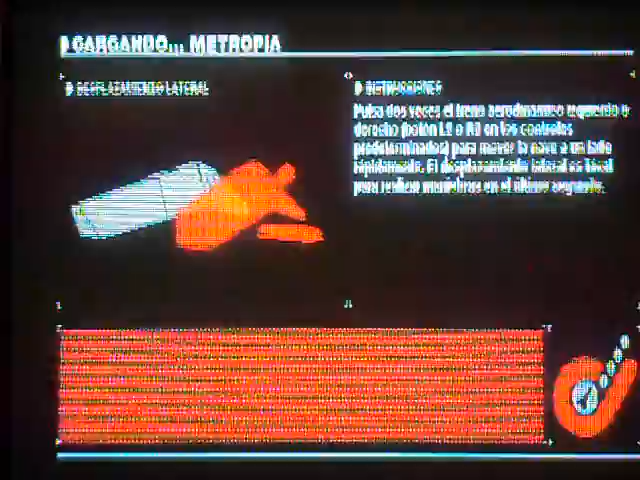 CARGANDO... METROPIA
DESPLAZAMIENTO LATERAL
INSTRUCCIONES
Pulsa dos veces el freno aerodinámico izquierdo o
derecho (botón L2 o R2 en los controles
predeterminados) para mover la nave a un lado
rápidamente. El desplazamiento lateral es ideal
para realizar maniobras en el último segundo.